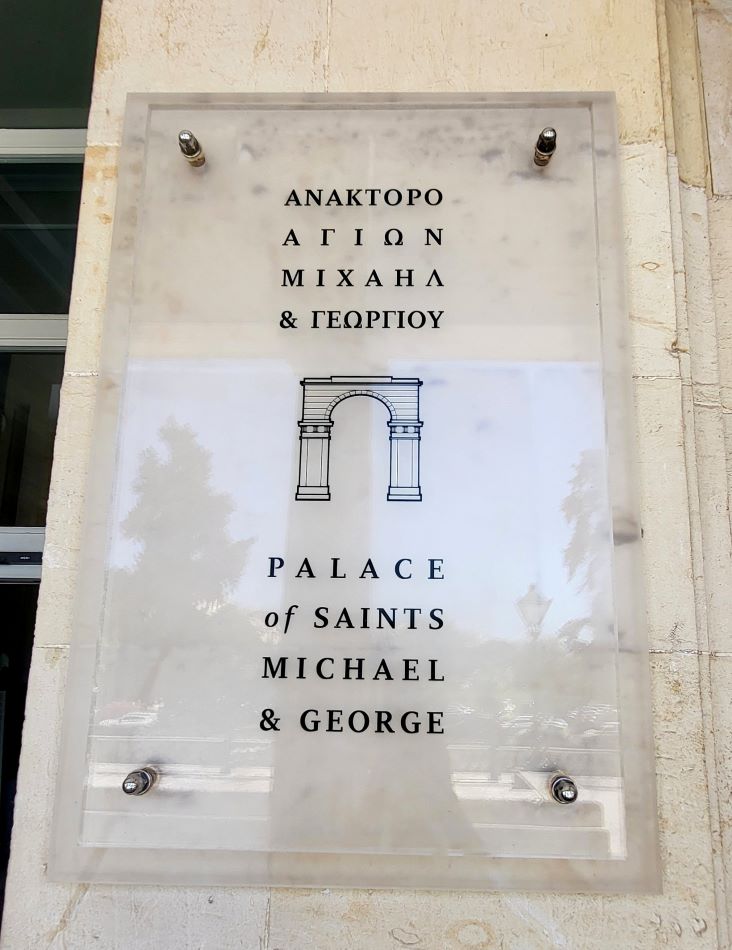 ΑΝΑΚΤΟΡΟ
ΑΓΙΩΝ
ΜΙΧΑΗΛ
& ΓΕΩΡΓΙΟΥ
PALACE
of SAINTS
MICHAEL
& GEORGE